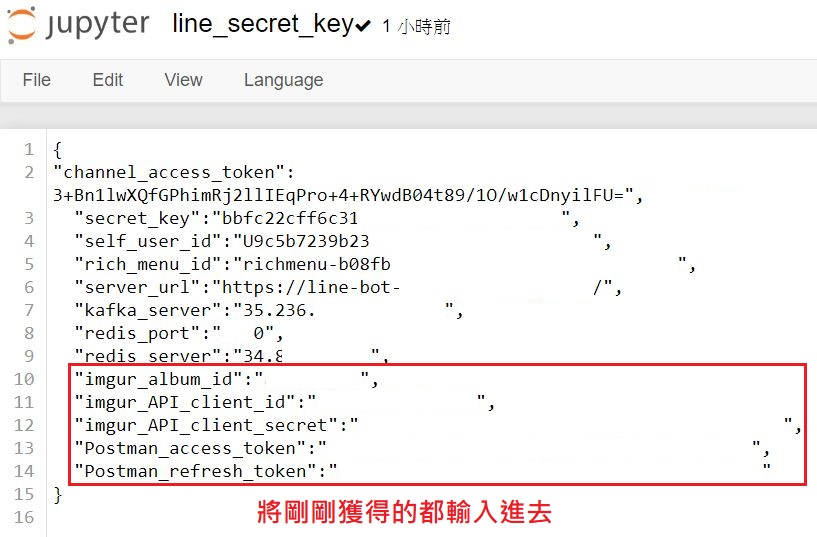 jupyter line_secret_key✔ 1 小時前
File Edit View Language
1 {
2 "channel_access_token":
3+Bn1lwXQfGPhimRj2llIEqPro+4+RYwdB04t89/1O/w1cDnyilFU=",
3 "secret_key":"bbfc22cff6c31 ",
4 "self_user_id":"U9c5b7239b23 ",
5 "rich_menu_id":"richmenu-b08fb ",
6 "server_url":"https://line-bot- /",
7 "kafka_server":"35.236. ",
8 "redis_port":" 0",
9 "redis_server":"34.8 ",
10 "imgur_album_id":" ",
11 "imgur_API_client_id":" ",
12 "imgur_API_client_secret":" ",
13 "Postman_access_token":" ",
14 "Postman_refresh_token":" "
15 }
16
將剛剛獲得的都輸入進去